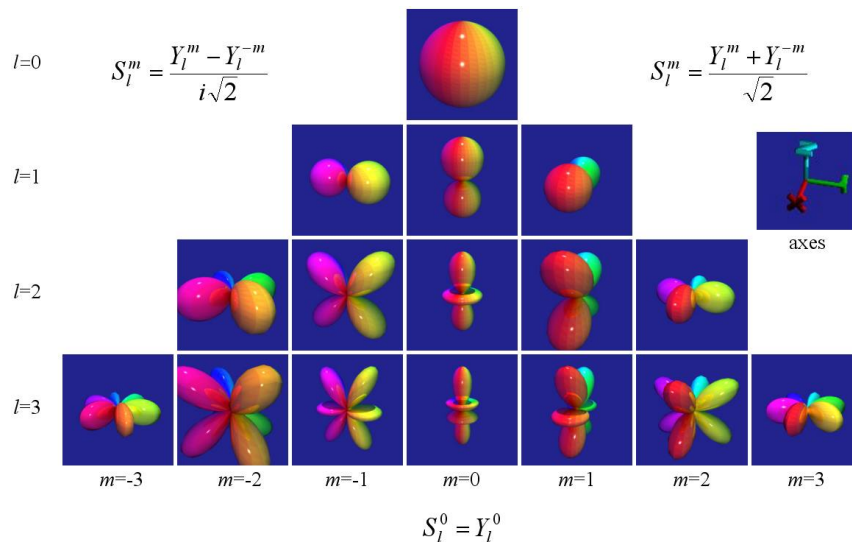 l=0
S_l^m = (Y_l^m − Y_l^{-m}) / (i√2)
S_l^m = (Y_l^m + Y_l^{-m}) / √2
l=1
Z
X
Y
axes
l=2
l=3
m=-3 m=-2 m=-1 m=0 m=1 m=2 m=3
S_l^0 = Y_l^0